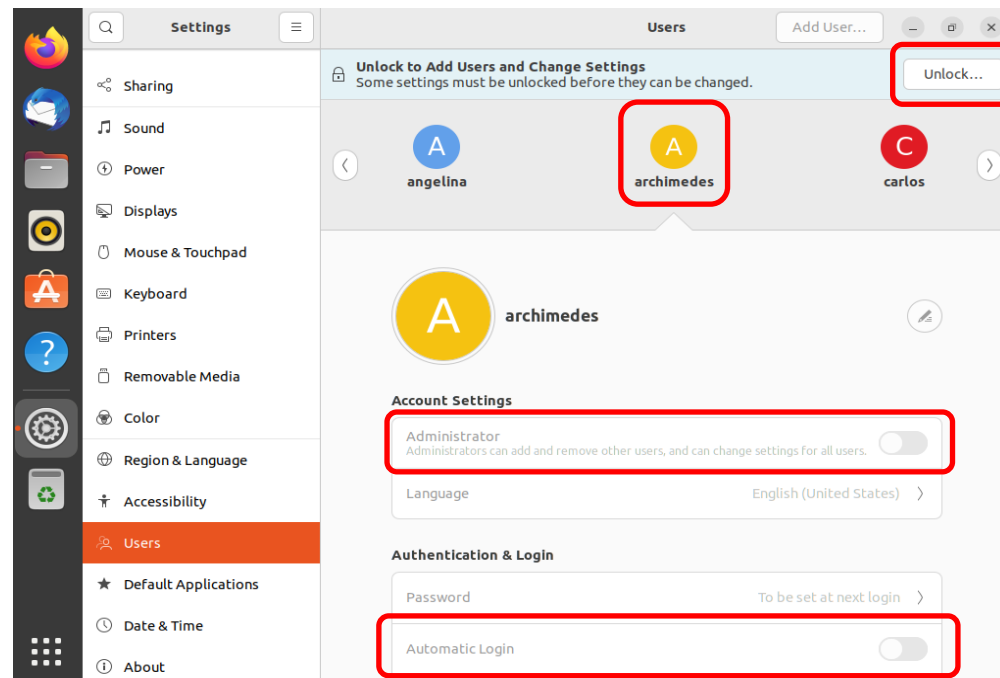 Settings
Users
Add User...
Unlock to Add Users and Change Settings
Some settings must be unlocked before they can be changed.
Unlock...
Sharing
Sound
Power
Displays
Mouse & Touchpad
Keyboard
Printers
Removable Media
Color
Region & Language
Accessibility
Users
Default Applications
Date & Time
About
A
angelina
A
archimedes
C
carlos
A
archimedes
Account Settings
Administrator
Administrators can add and remove other users, and can change settings for all users.
Language
English (United States)
Authentication & Login
Password
To be set at next login
Automatic Login